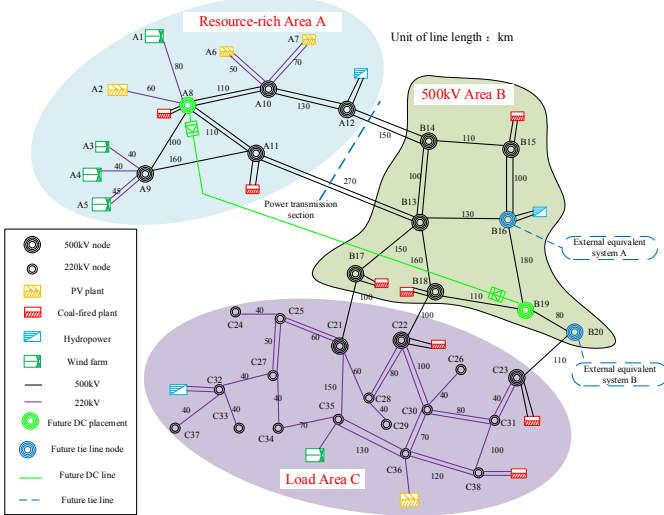 Resource-rich Area A
Unit of line length： km
A1
A6
A7
80
50
70
A2
60
A8
110
A10
130
A12
500kV Area B
150
B14
110
B15
A3
40
100
110
A11
A4
40
160
A9
A5
45
270
Power transmission
section
100
100
B13
130
B16
External equivalent
system A
150
160
180
B17
B18
110
B19
80
B20
100
100
110
External equivalent
system B
500kV node
220kV node
PV plant
Coal-fired plant
Hydropower
Wind farm
500kV
220kV
Future DC placement
Future tie line node
Future DC line
Future tie line
40
C25
C24
60
C21
C22
50
C27
60
80
100
C26
C23
C32
40
150
C28
40
40
40
40
40
C33
40
C35
C29
C30
80
C31
C37
C34
70
70
100
130
C36
120
C38
Load Area C